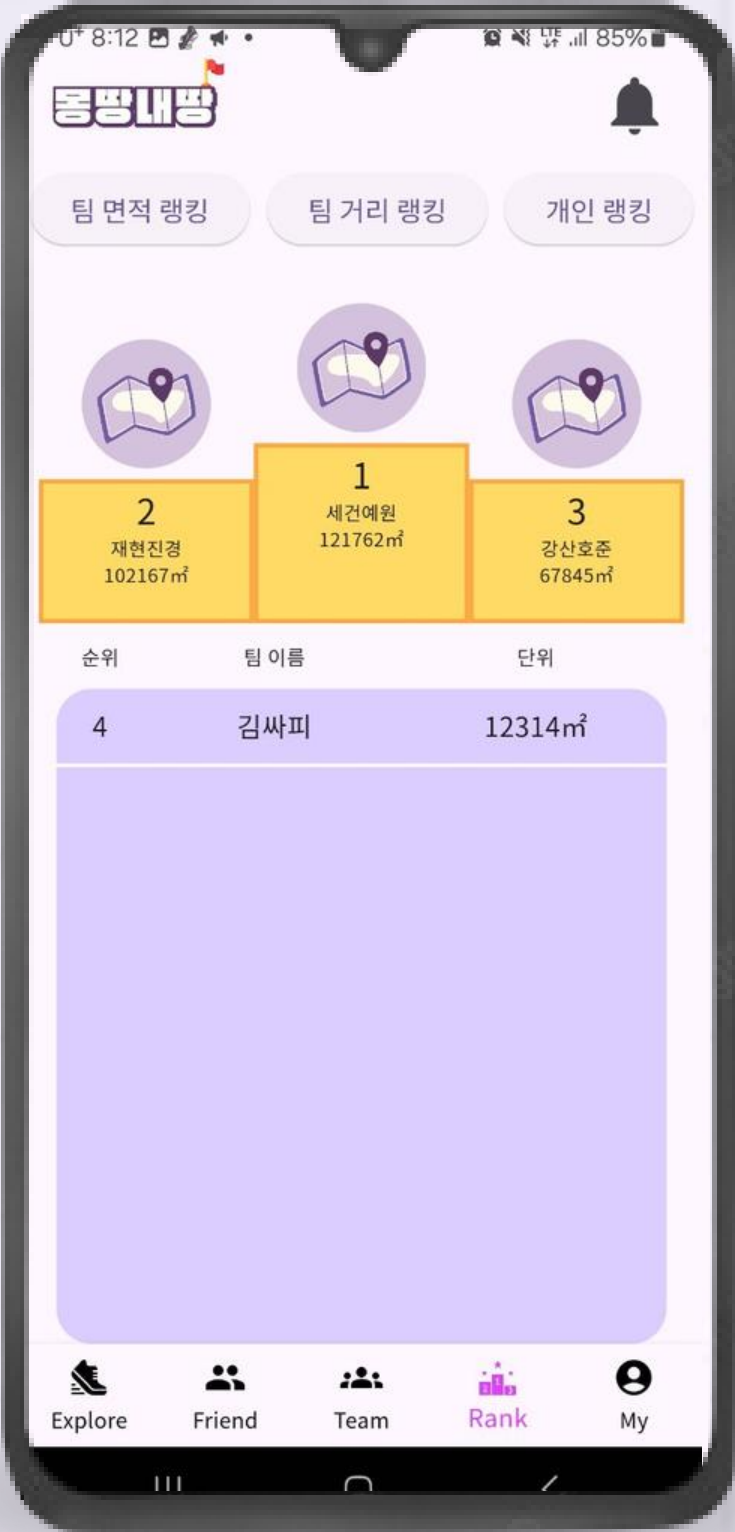 U+ 8:12 LTE 85%
몽땅내땅
팀 면적 랭킹 팀 거리 랭킹 개인 랭킹
1
세건예원
121762㎡
2
재현진경
102167㎡
3
강산호준
67845㎡
순위 팀 이름 단위
4 김싸피 12314㎡
Explore Friend Team Rank My